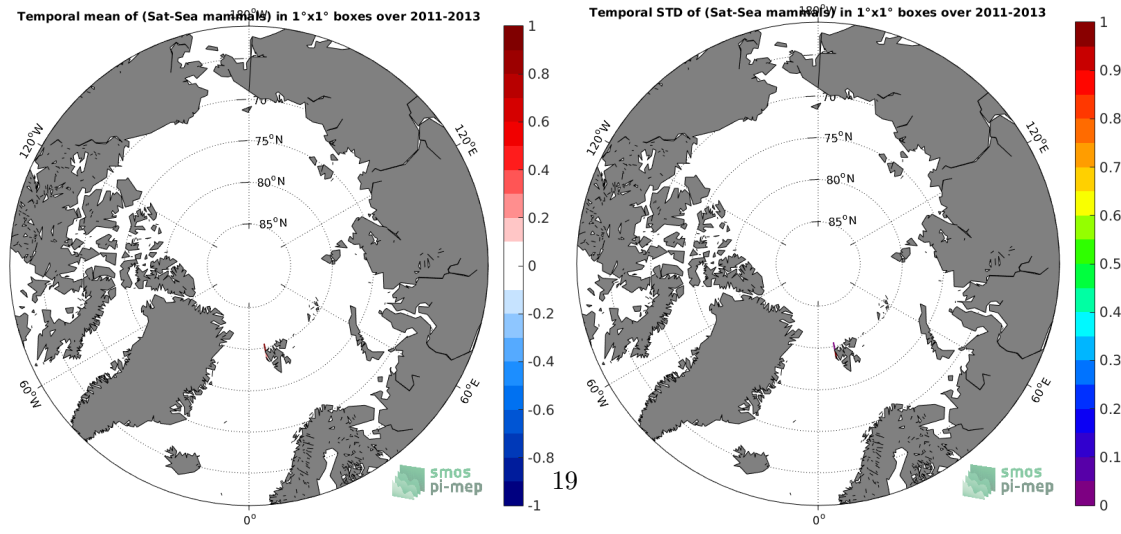 Temporal mean of (Sat-Sea mammals) in 1°x1° boxes over 2011-2013
180°W
70
75°N
80°N
85°N
120°W
120°E
60°W
60°E
0°
smos
pi-mep
1
0.8
0.6
0.4
0.2
0
-0.2
-0.4
-0.6
-0.8
-1
19
Temporal STD of (Sat-Sea mammals) in 1°x1° boxes over 2011-2013
180°W
70
75°N
80°N
85°N
120°W
120°E
60°W
60°E
0°
smos
pi-mep
1
0.9
0.8
0.7
0.6
0.5
0.4
0.3
0.2
0.1
0